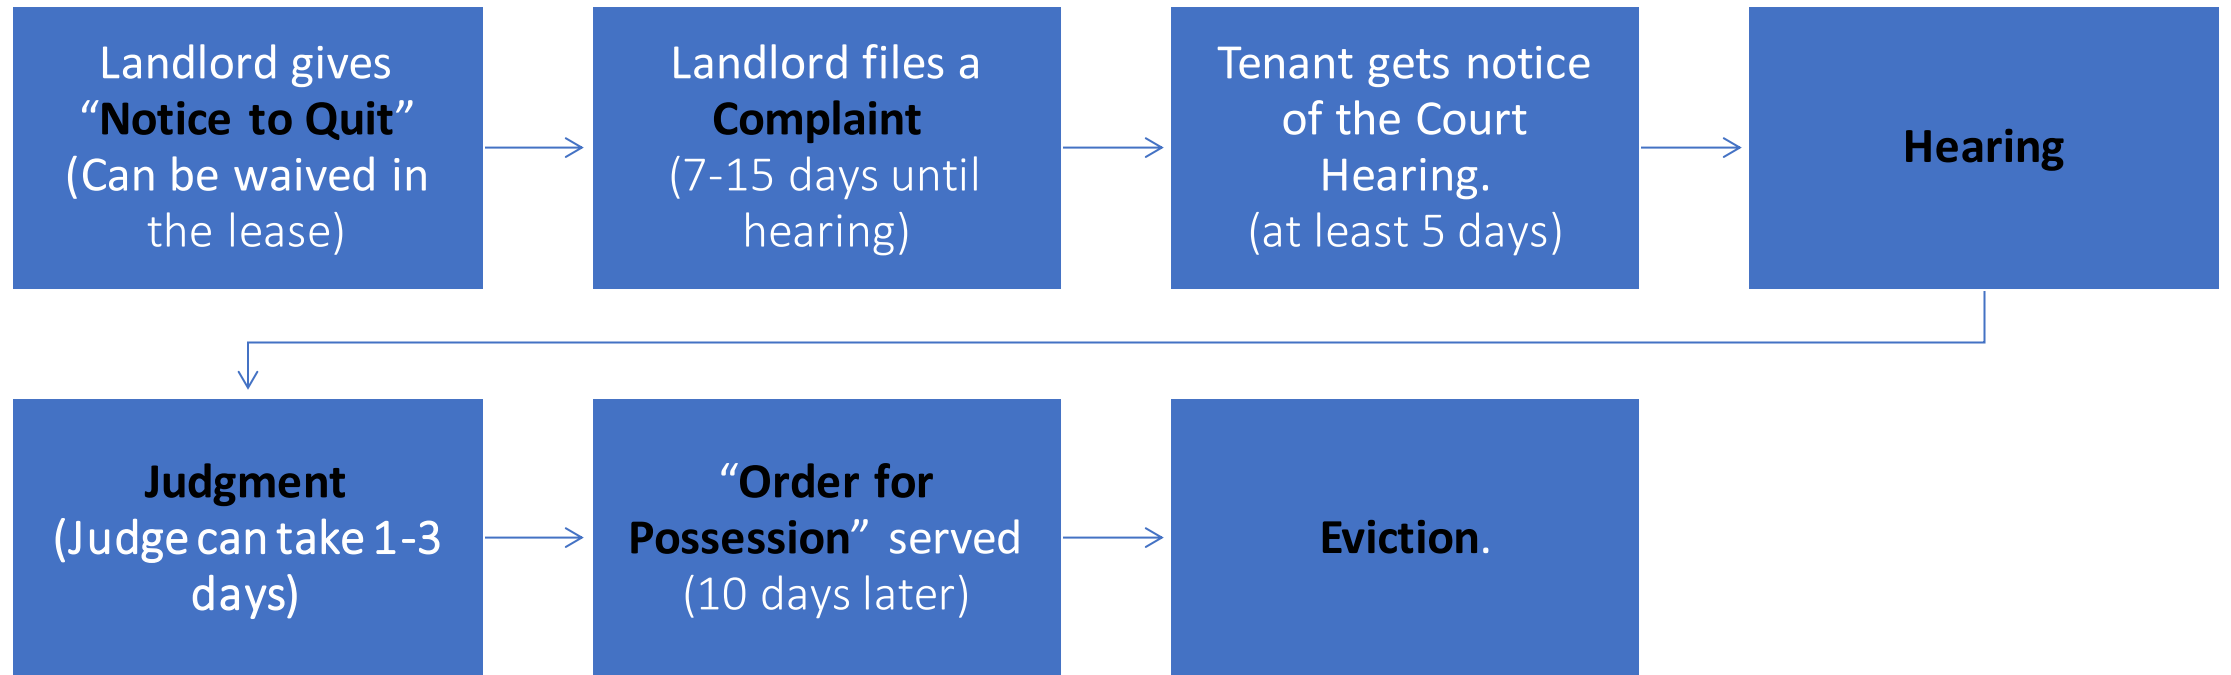 Landlord gives
“Notice to Quit”
(Can be waived in
the lease)
Landlord files a
Complaint
(7-15 days until
hearing)
Tenant gets notice
of the Court
Hearing.
(at least 5 days)
Hearing
Judgment
(Judge can take 1-3
days)
“Order for
Possession” served
(10 days later)
Eviction.